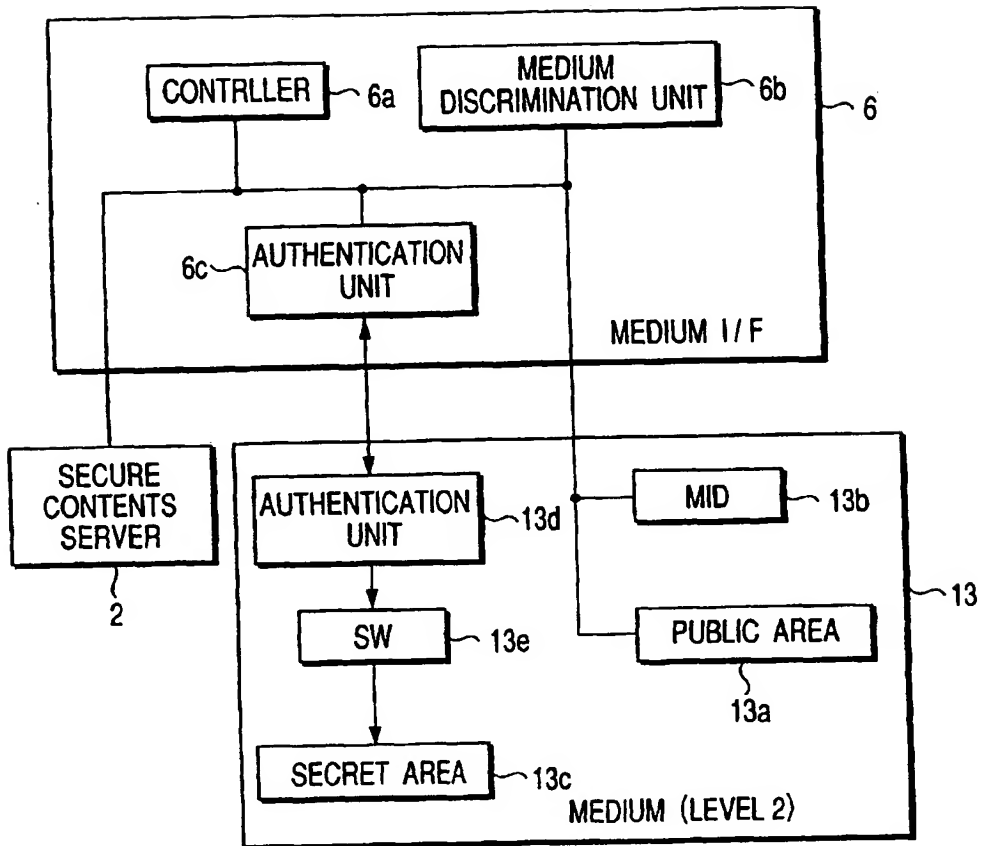 CONTRLLER
6a
MEDIUM
DISCRIMINATION UNIT
6b
6
AUTHENTICATION
UNIT
6c
MEDIUM I/F
SECURE
CONTENTS
SERVER
2
AUTHENTICATION
UNIT
13d
MID
13b
13
SW
13e
PUBLIC AREA
13a
SECRET AREA
13c
MEDIUM (LEVEL 2)